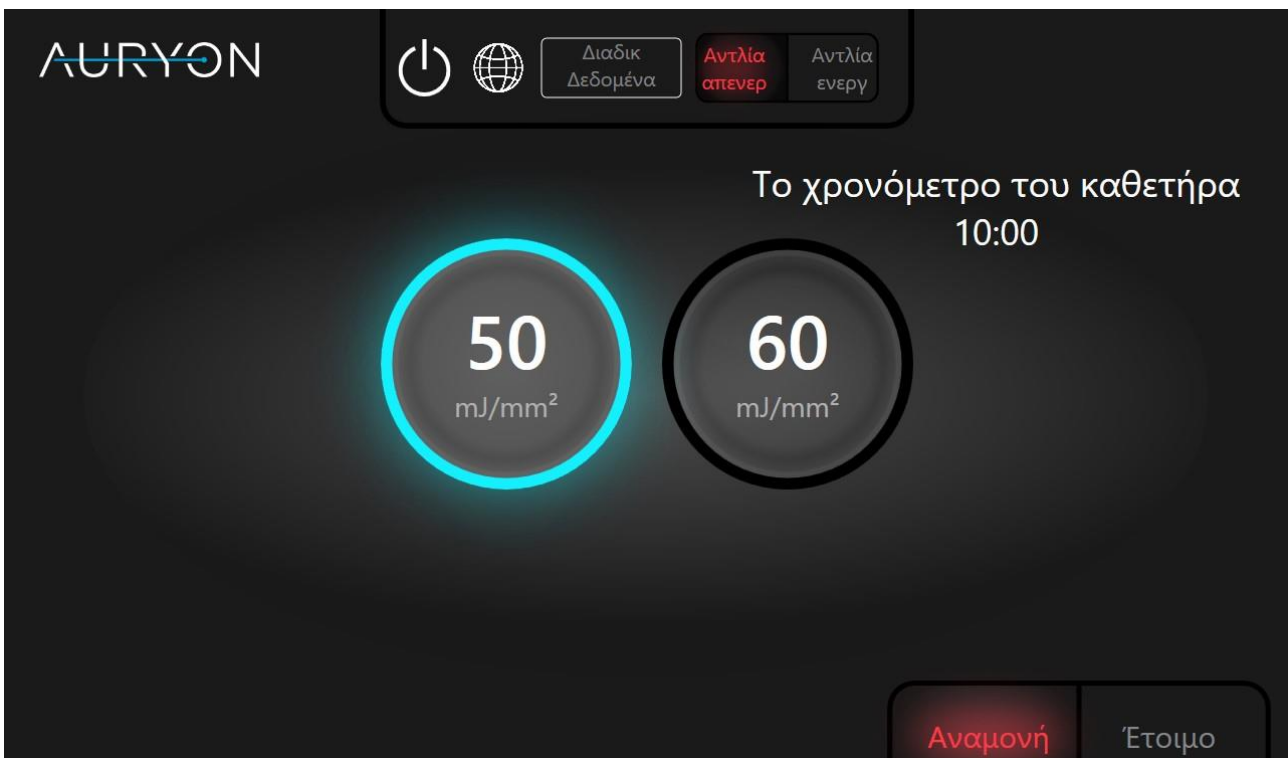 AURYON
Διαδικ
Δεδομένα
Αντλία
απενερ
Αντλία
ενεργ
Το χρονόμετρο του καθετήρα
10:00
50
mJ/mm²
60
mJ/mm²
Αναμονή
Έτοιμο